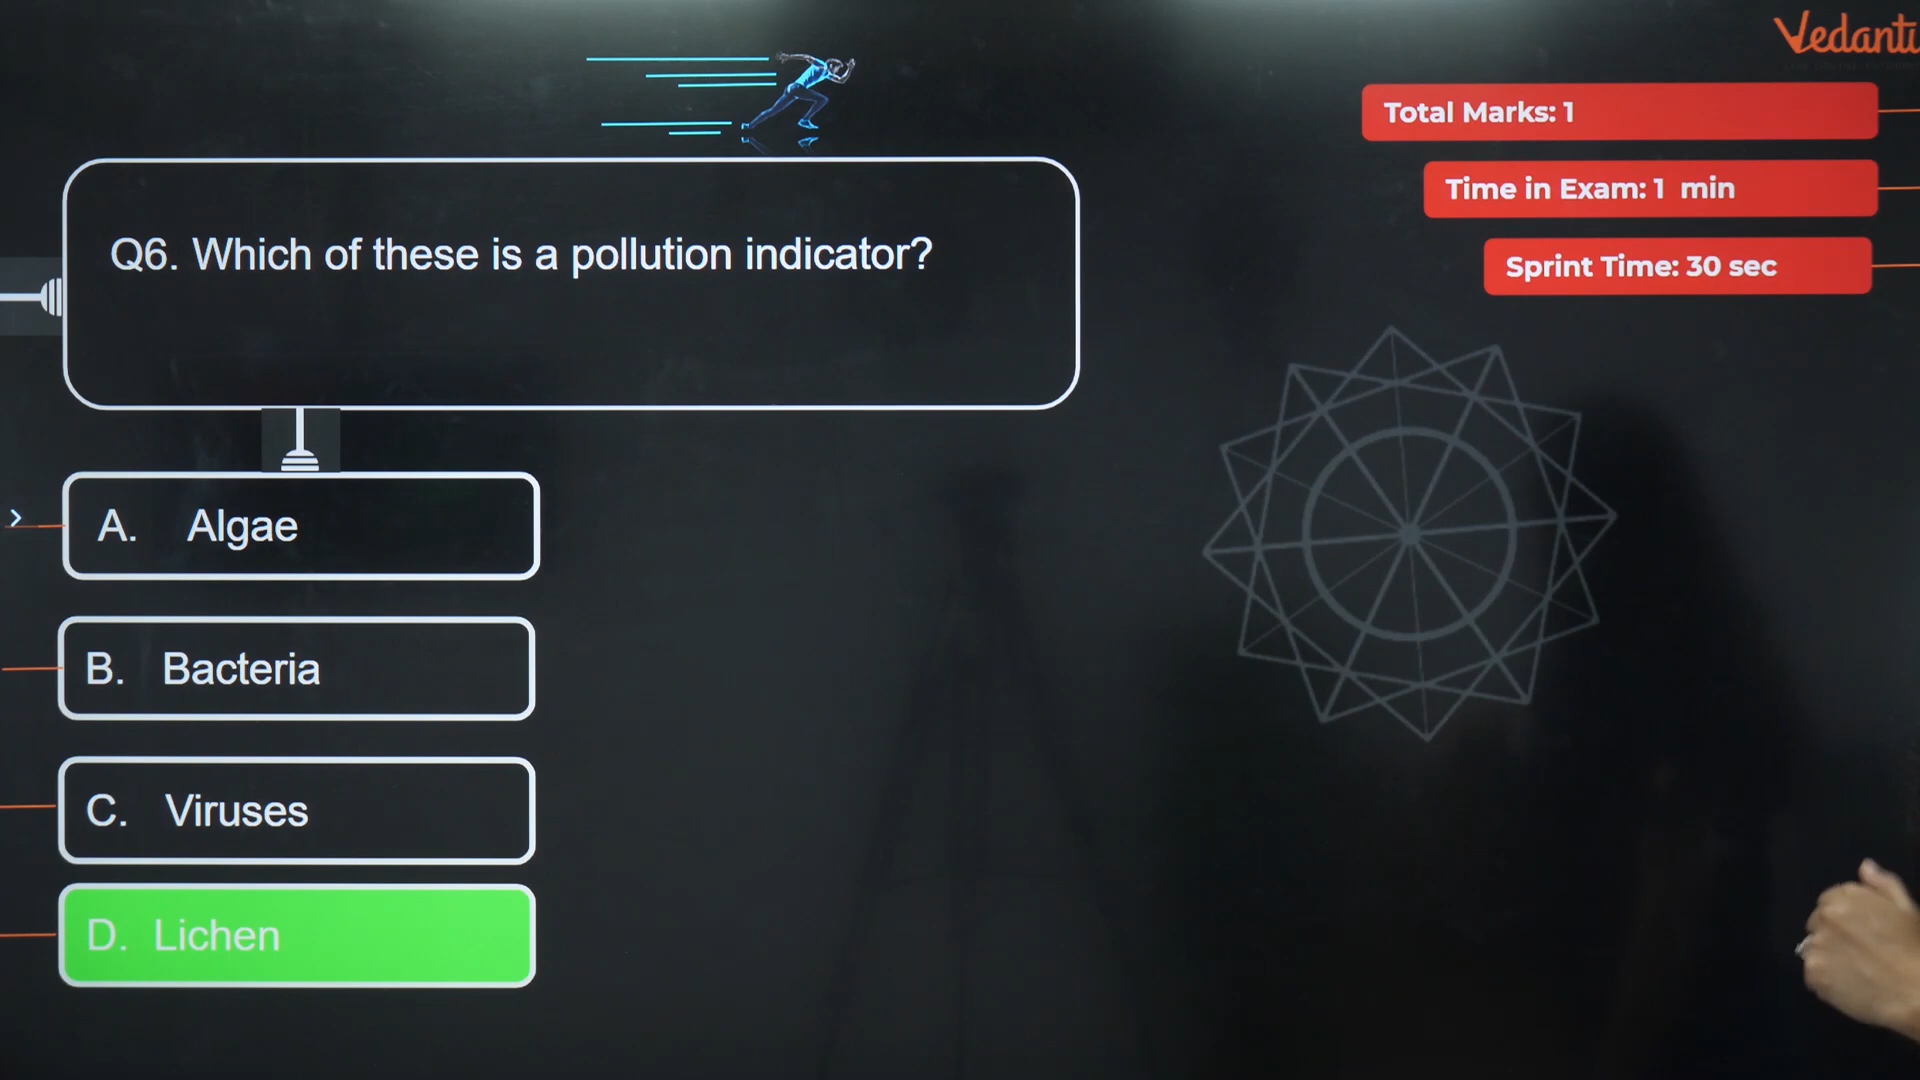 Vedantu
Total Marks: 1
Time in Exam: 1 min
Sprint Time: 30 sec
Q6. Which of these is a pollution indicator?
A. Algae
B. Bacteria
C. Viruses
D. Lichen